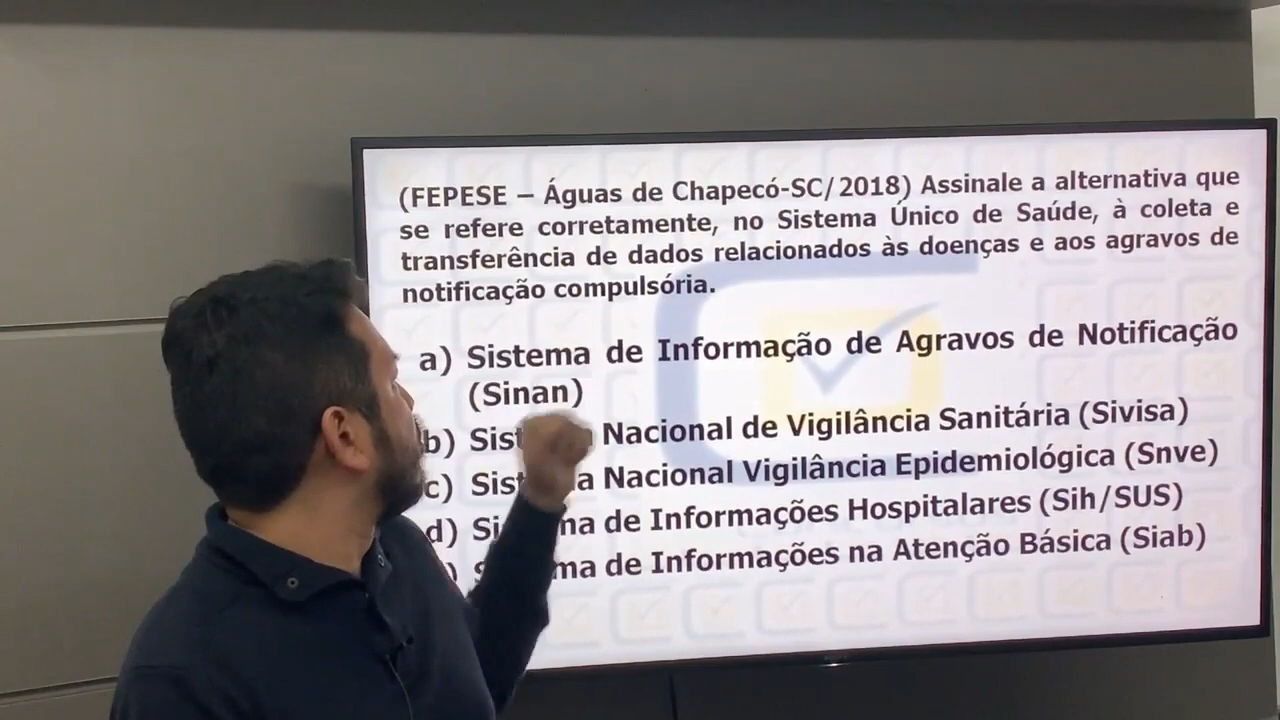 (FEPESE – Águas de Chapecó-SC/2018) Assinale a alternativa que
se refere corretamente, no Sistema Único de Saúde, à coleta e
transferência de dados relacionados às doenças e aos agravos de
notificação compulsória.
a) Sistema de Informação de Agravos de Notificação
(Sinan)
b) Nacional de Vigilância Sanitária (Sivisa)
c) Nacional Vigilância Epidemiológica (Snve)
d) de Informações Hospitalares (Sih/SUS)
de Informações na Atenção Básica (Siab)